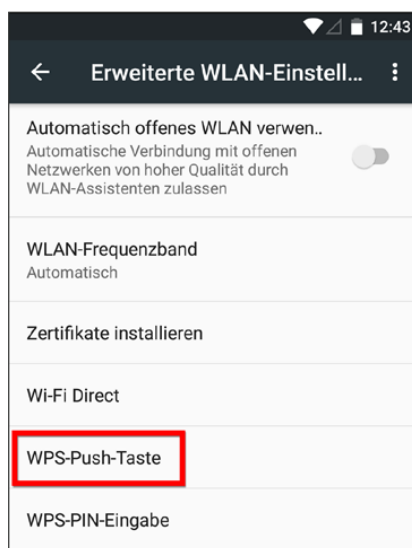 12:43
Erweiterte WLAN-Einstell...
Automatisch offenes WLAN verwen..
Automatische Verbindung mit offenen
Netzwerken von hoher Qualität durch
WLAN-Assistenten zulassen
WLAN-Frequenzband
Automatisch
Zertifikate installieren
Wi-Fi Direct
WPS-Push-Taste
WPS-PIN-Eingabe